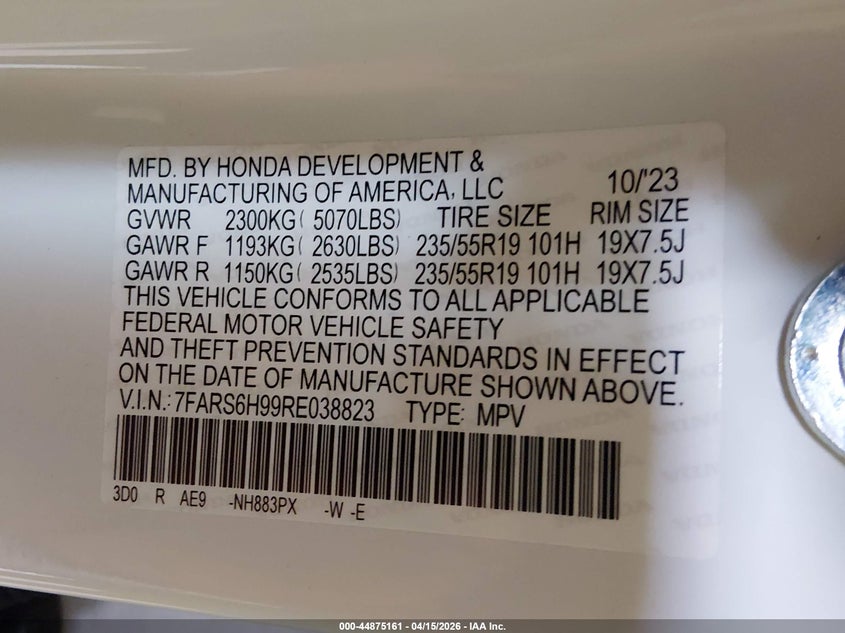 MFD. BY HONDA DEVELOPMENT &
MANUFACTURING OF AMERICA, LLC 10/'23
GVWR 2300KG( 5070LBS) TIRE SIZE RIM SIZE
GAWR F 1193KG( 2630LBS) 235/55R19 101H 19X7.5J
GAWR R 1150KG( 2535LBS) 235/55R19 101H 19X7.5J
THIS VEHICLE CONFORMS TO ALL APPLICABLE
FEDERAL MOTOR VEHICLE SAFETY
AND THEFT PREVENTION STANDARDS IN EFFECT
ON THE DATE OF MANUFACTURE SHOWN ABOVE.
V.I.N.: 7FARS6H99RE038823 TYPE: MPV
3D0 R AE9 -NH883PX -W -E
000-44875161 - 04/15/2026 - IAA Inc.